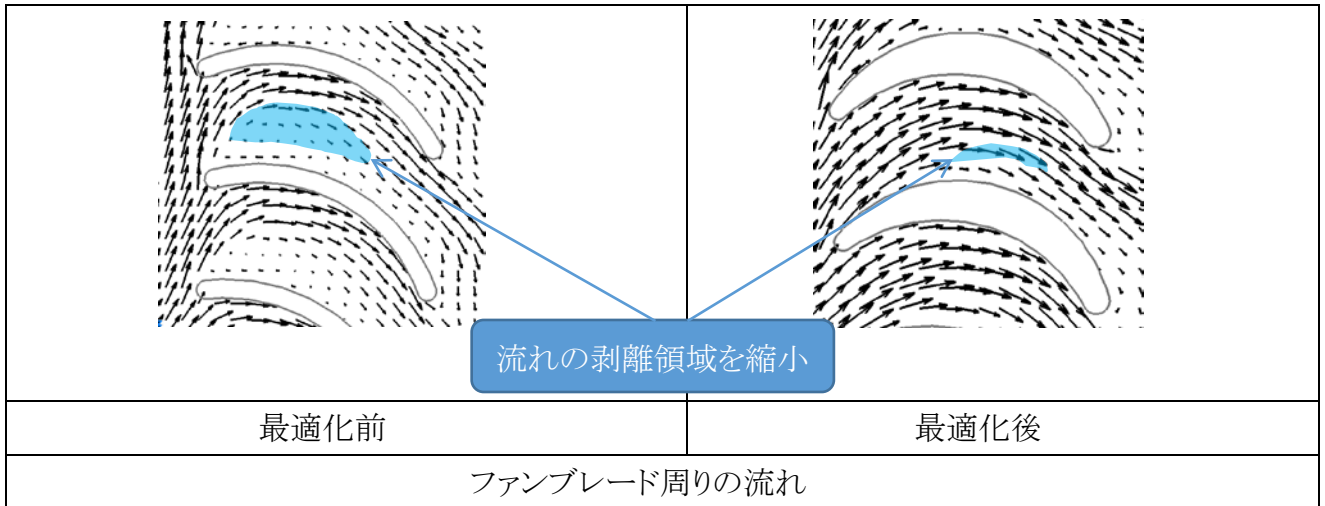 流れの剥離領域を縮小
最適化前
最適化後
ファンブレード周りの流れ